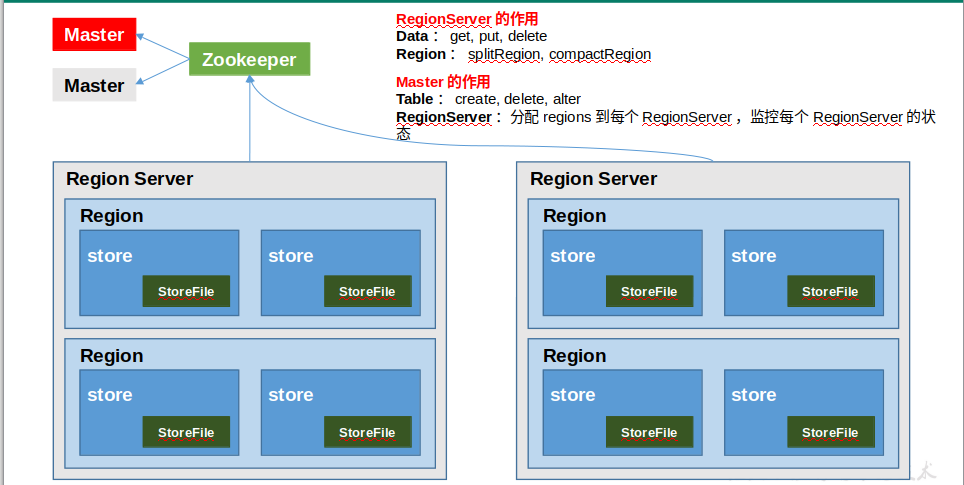 Master
Master
Zookeeper
RegionServer 的作用
Data： get, put, delete
Region： splitRegion, compactRegion
Master 的作用
Table： create, delete, alter
RegionServer：分配 regions 到每个 RegionServer，监控每个 RegionServer 的状
态
Region Server
Region
store
StoreFile
store
StoreFile
Region
store
StoreFile
store
StoreFile
Region Server
Region
store
StoreFile
store
StoreFile
Region
store
StoreFile
store
StoreFile